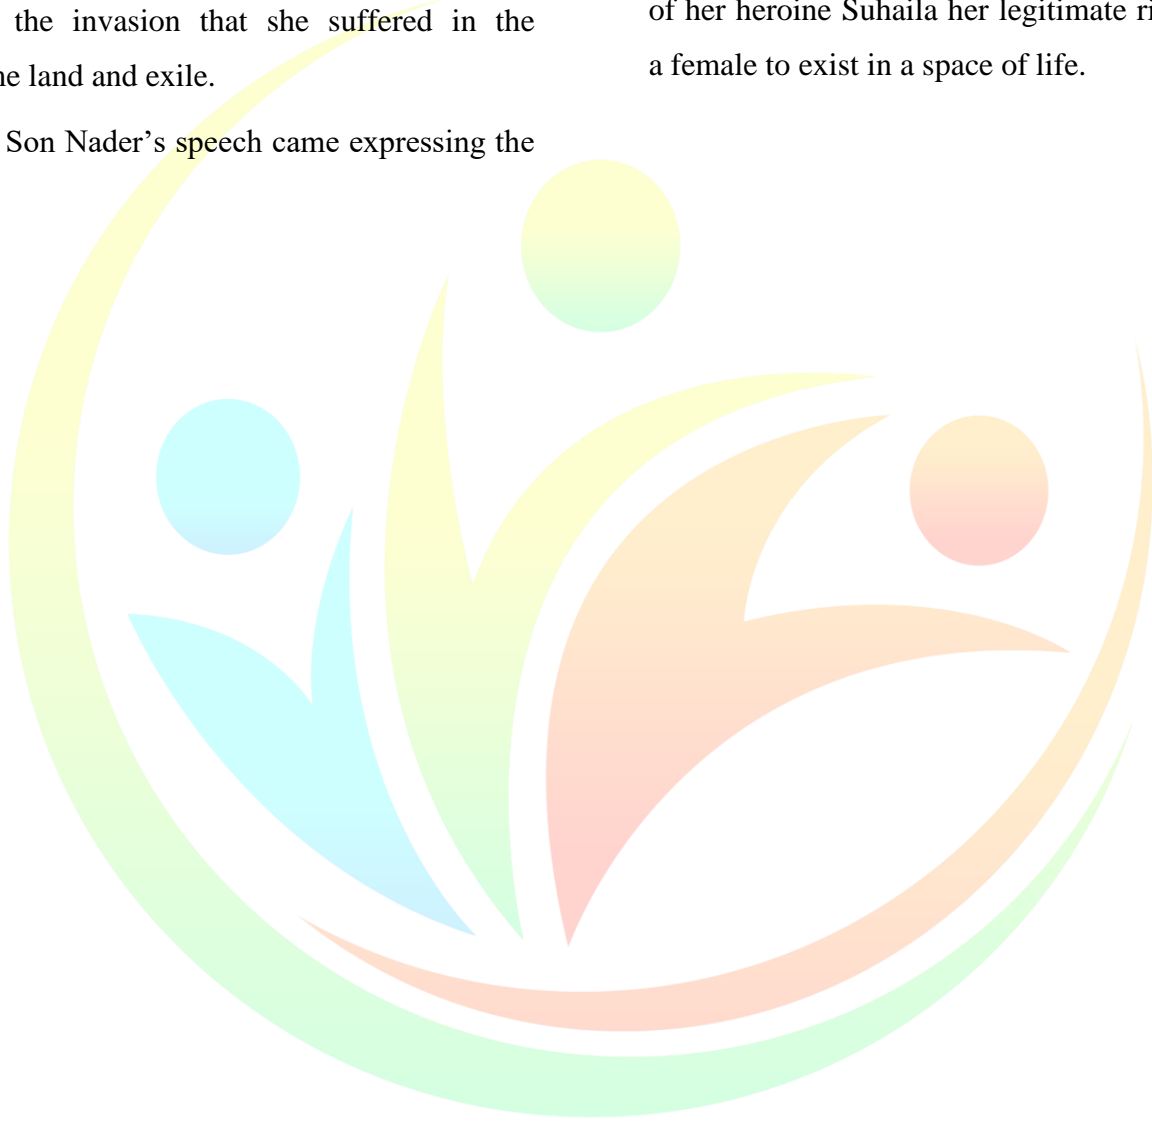 the invasion that she suffered in the
land and exile.
Son Nader’s speech came expressing the
of her heroine Suhaila her legitimate
a female to exist in a space of life.